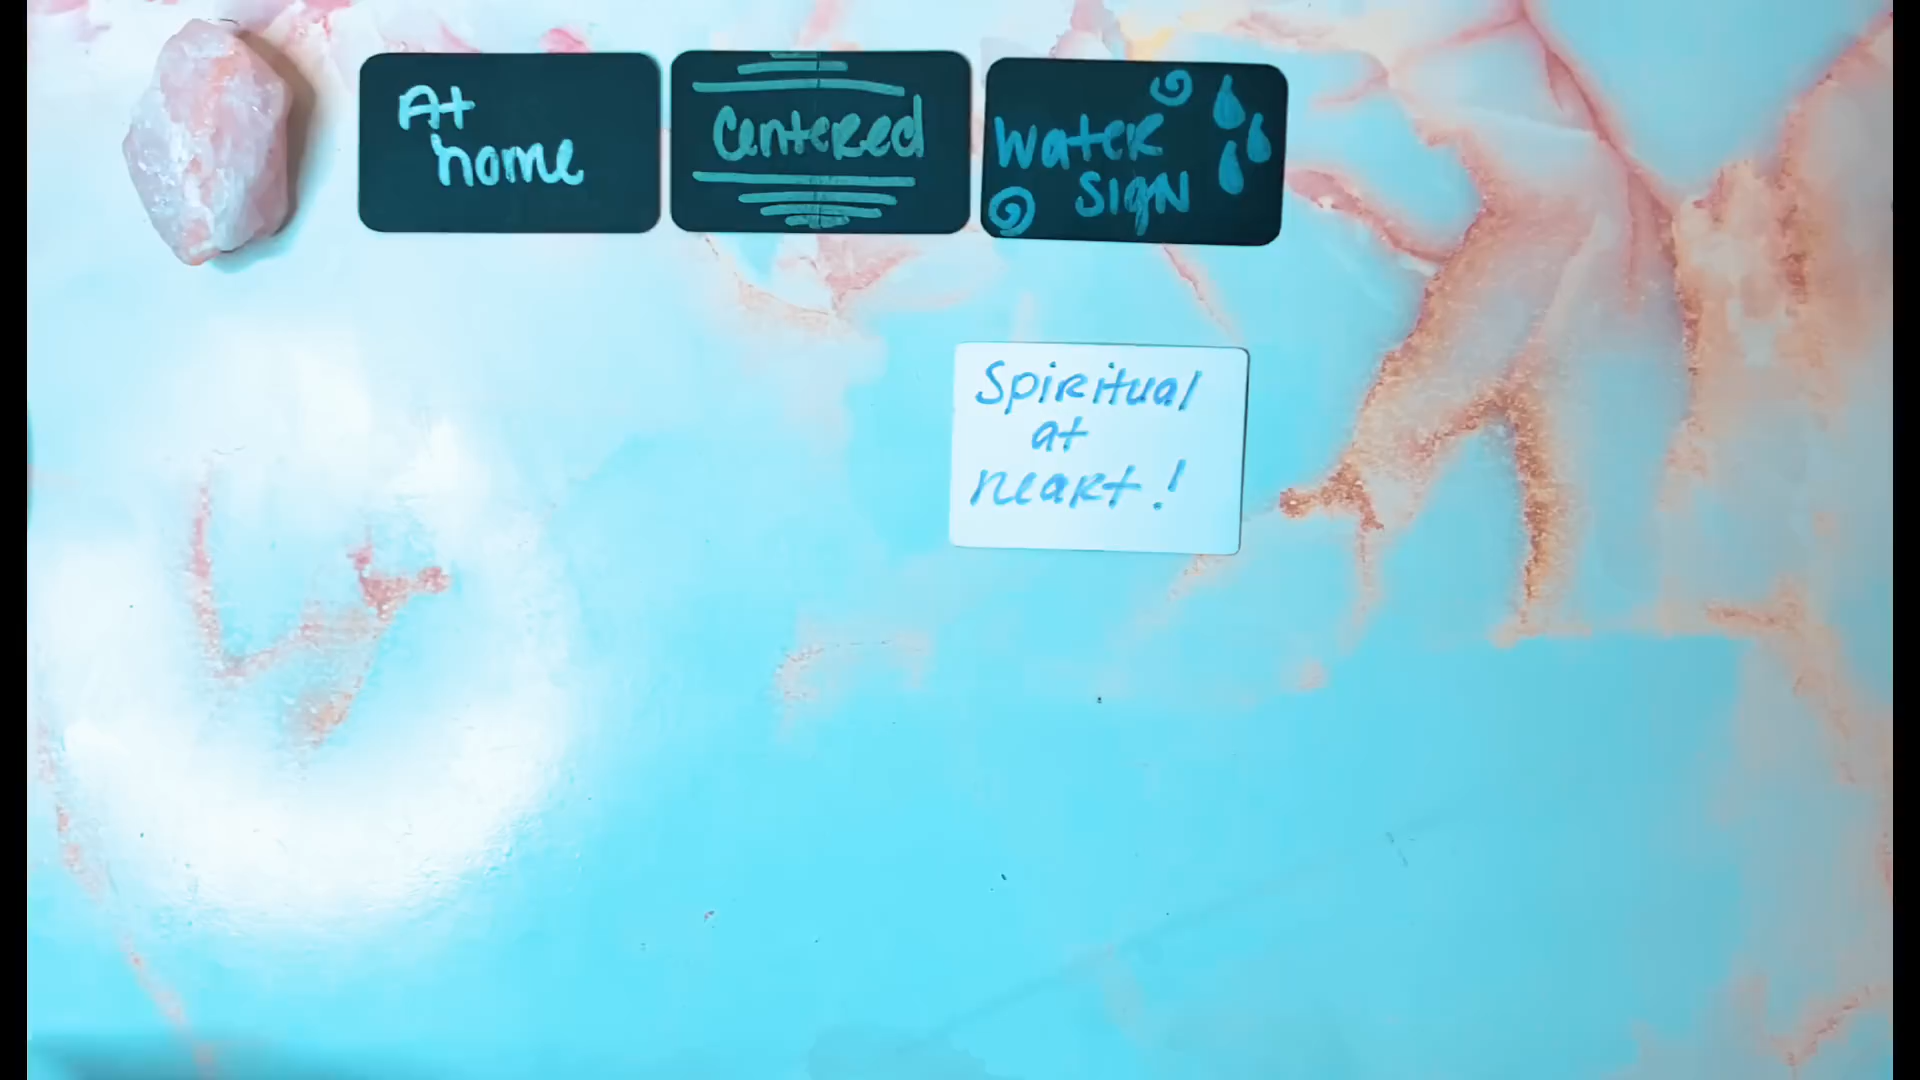 At
home
Centered
Water
Sign
Spiritual
at
heart!